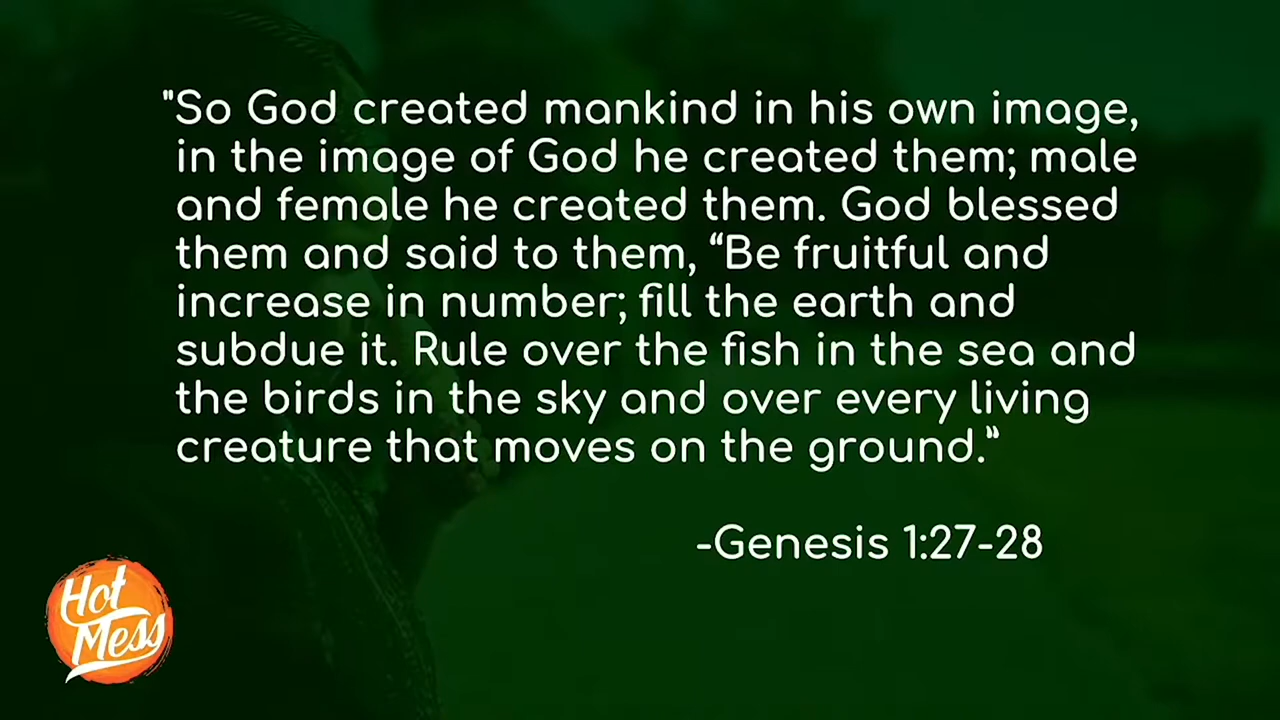 "So God created mankind in his own image,
in the image of God he created them; male
and female he created them. God blessed
them and said to them, “Be fruitful and
increase in number; fill the earth and
subdue it. Rule over the fish in the sea and
the birds in the sky and over every living
creature that moves on the ground.”
-Genesis 1:27-28
Hot
Mess